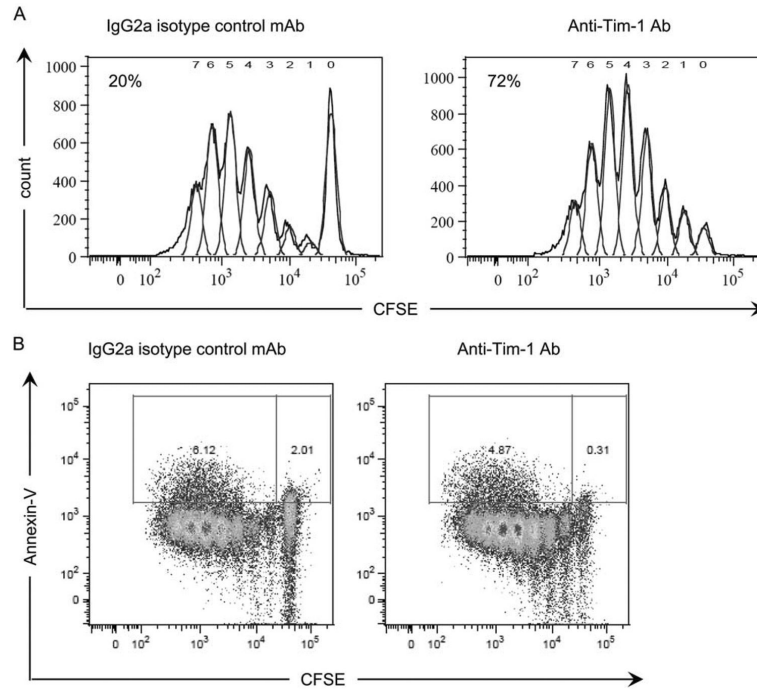 A
IgG2a isotype control mAb
Anti-Tim-1 Ab
7 6 5 4 3 2 1 0
7 6 5 4 3 2 1 0
20%
72%
1000
800
600
400
200
0
1000
800
600
400
200
0
count
0 10² 10³ 10⁴ 10⁵
0 10² 10³ 10⁴ 10⁵
CFSE
B
IgG2a isotype control mAb
Anti-Tim-1 Ab
10⁵
10⁴
10³
10²
0
10⁵
10⁴
10³
10²
0
6.12
2.01
4.87
0.31
Annexin-V
0 10² 10³ 10⁴ 10⁵
0 10² 10³ 10⁴ 10⁵
CFSE